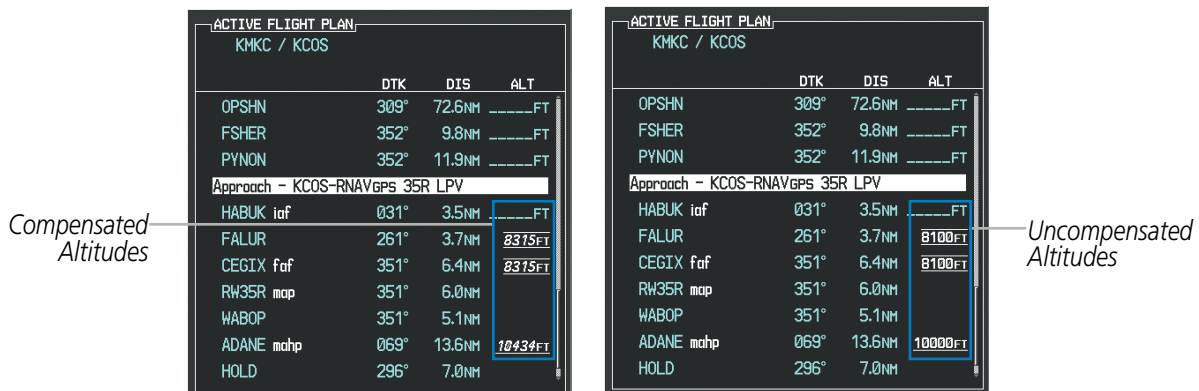 ACTIVE FLIGHT PLAN
KMKC / KCOS
DTK DIS ALT
OPSHN 309° 72.6NM _____FT
FSHER 352° 9.8NM _____FT
PYNON 352° 11.9NM _____FT
Approach - KCOS-RNAVGPS 35R LPV
HABUK iaf 031° 3.5NM _____FT
FALUR 261° 3.7NM 8315FT
CEGIX faf 351° 6.4NM 8315FT
RW35R map 351° 6.0NM
WABOP 351° 5.1NM
ADANE mahp 069° 13.6NM 10434FT
HOLD 296° 7.0NM
Compensated
Altitudes
ACTIVE FLIGHT PLAN
KMKC / KCOS
DTK DIS ALT
OPSHN 309° 72.6NM _____FT
FSHER 352° 9.8NM _____FT
PYNON 352° 11.9NM _____FT
Approach - KCOS-RNAVGPS 35R LPV
HABUK iaf 031° 3.5NM _____FT
FALUR 261° 3.7NM 8100FT
CEGIX faf 351° 6.4NM 8100FT
RW35R map 351° 6.0NM
WABOP 351° 5.1NM
ADANE mahp 069° 13.6NM 10000FT
HOLD 296° 7.0NM
Uncompensated
Altitudes